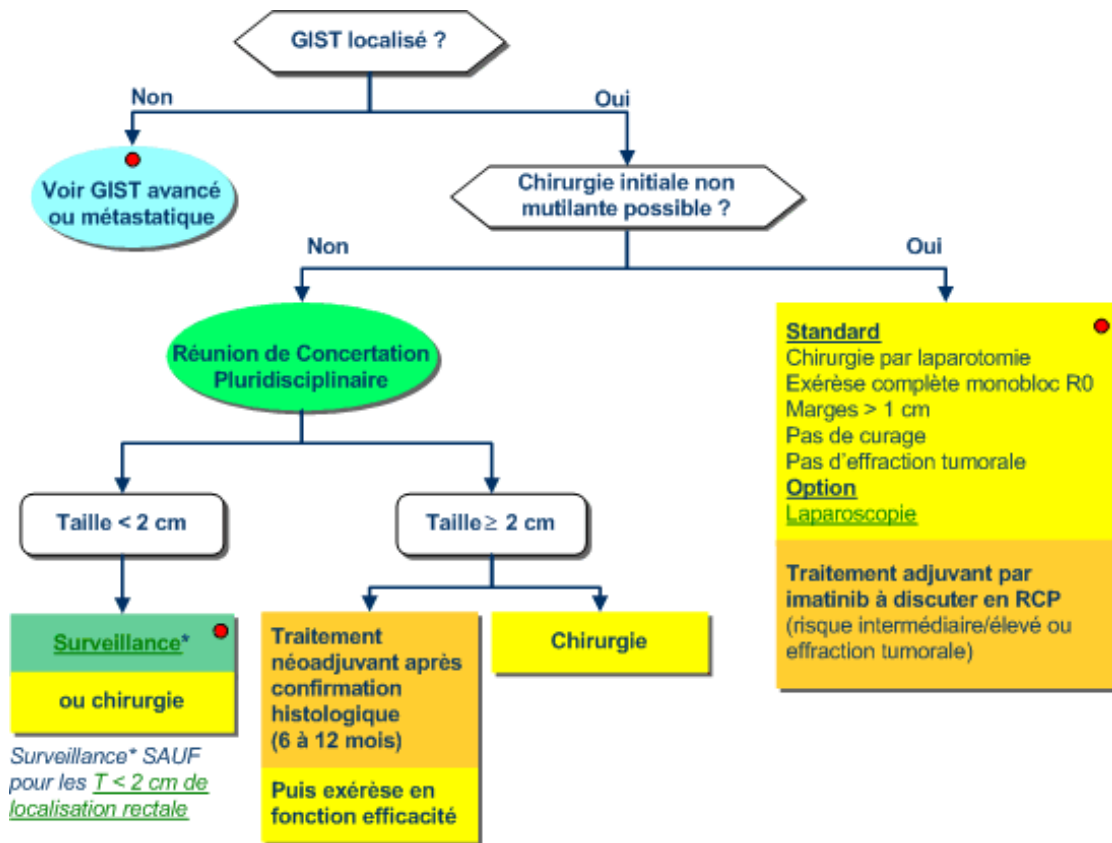 GIST localisé ?
Non
Oui
Voir GIST avancé
ou métastatique
Chirurgie initiale non
mutilante possible ?
Non
Oui
Réunion de Concertation
Pluridisciplinaire
Standard
Chirurgie par laparotomie
Exérèse complète monobloc R0
Marges > 1 cm
Pas de curage
Pas d'effraction tumorale
Option
Laparoscopie
Traitement adjuvant par
imatinib à discuter en RCP
(risque intermédiaire/élevé ou
effraction tumorale)
Taille < 2 cm
Taille ≥ 2 cm
Surveillance*
ou chirurgie
Surveillance* SAUF
pour les T < 2 cm de
localisation rectale
Traitement
néoadjuvant après
confirmation
histologique
(6 à 12 mois)
Puis exérèse en
fonction efficacité
Chirurgie